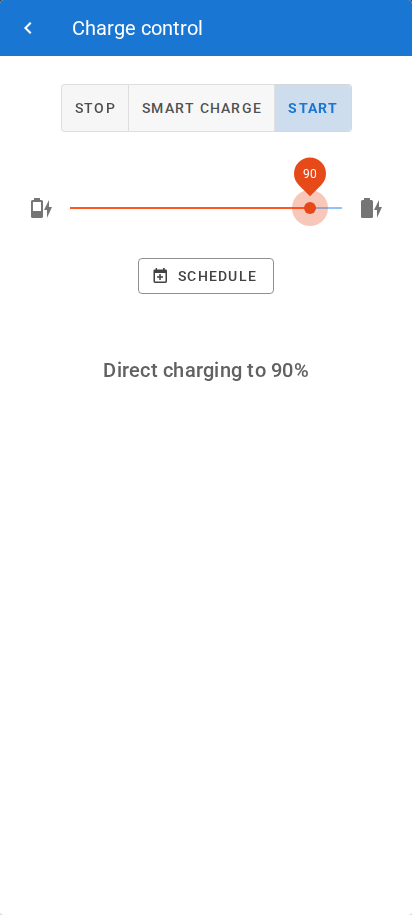 Charge control
STOP SMART CHARGE START
90
SCHEDULE
Direct charging to 90%